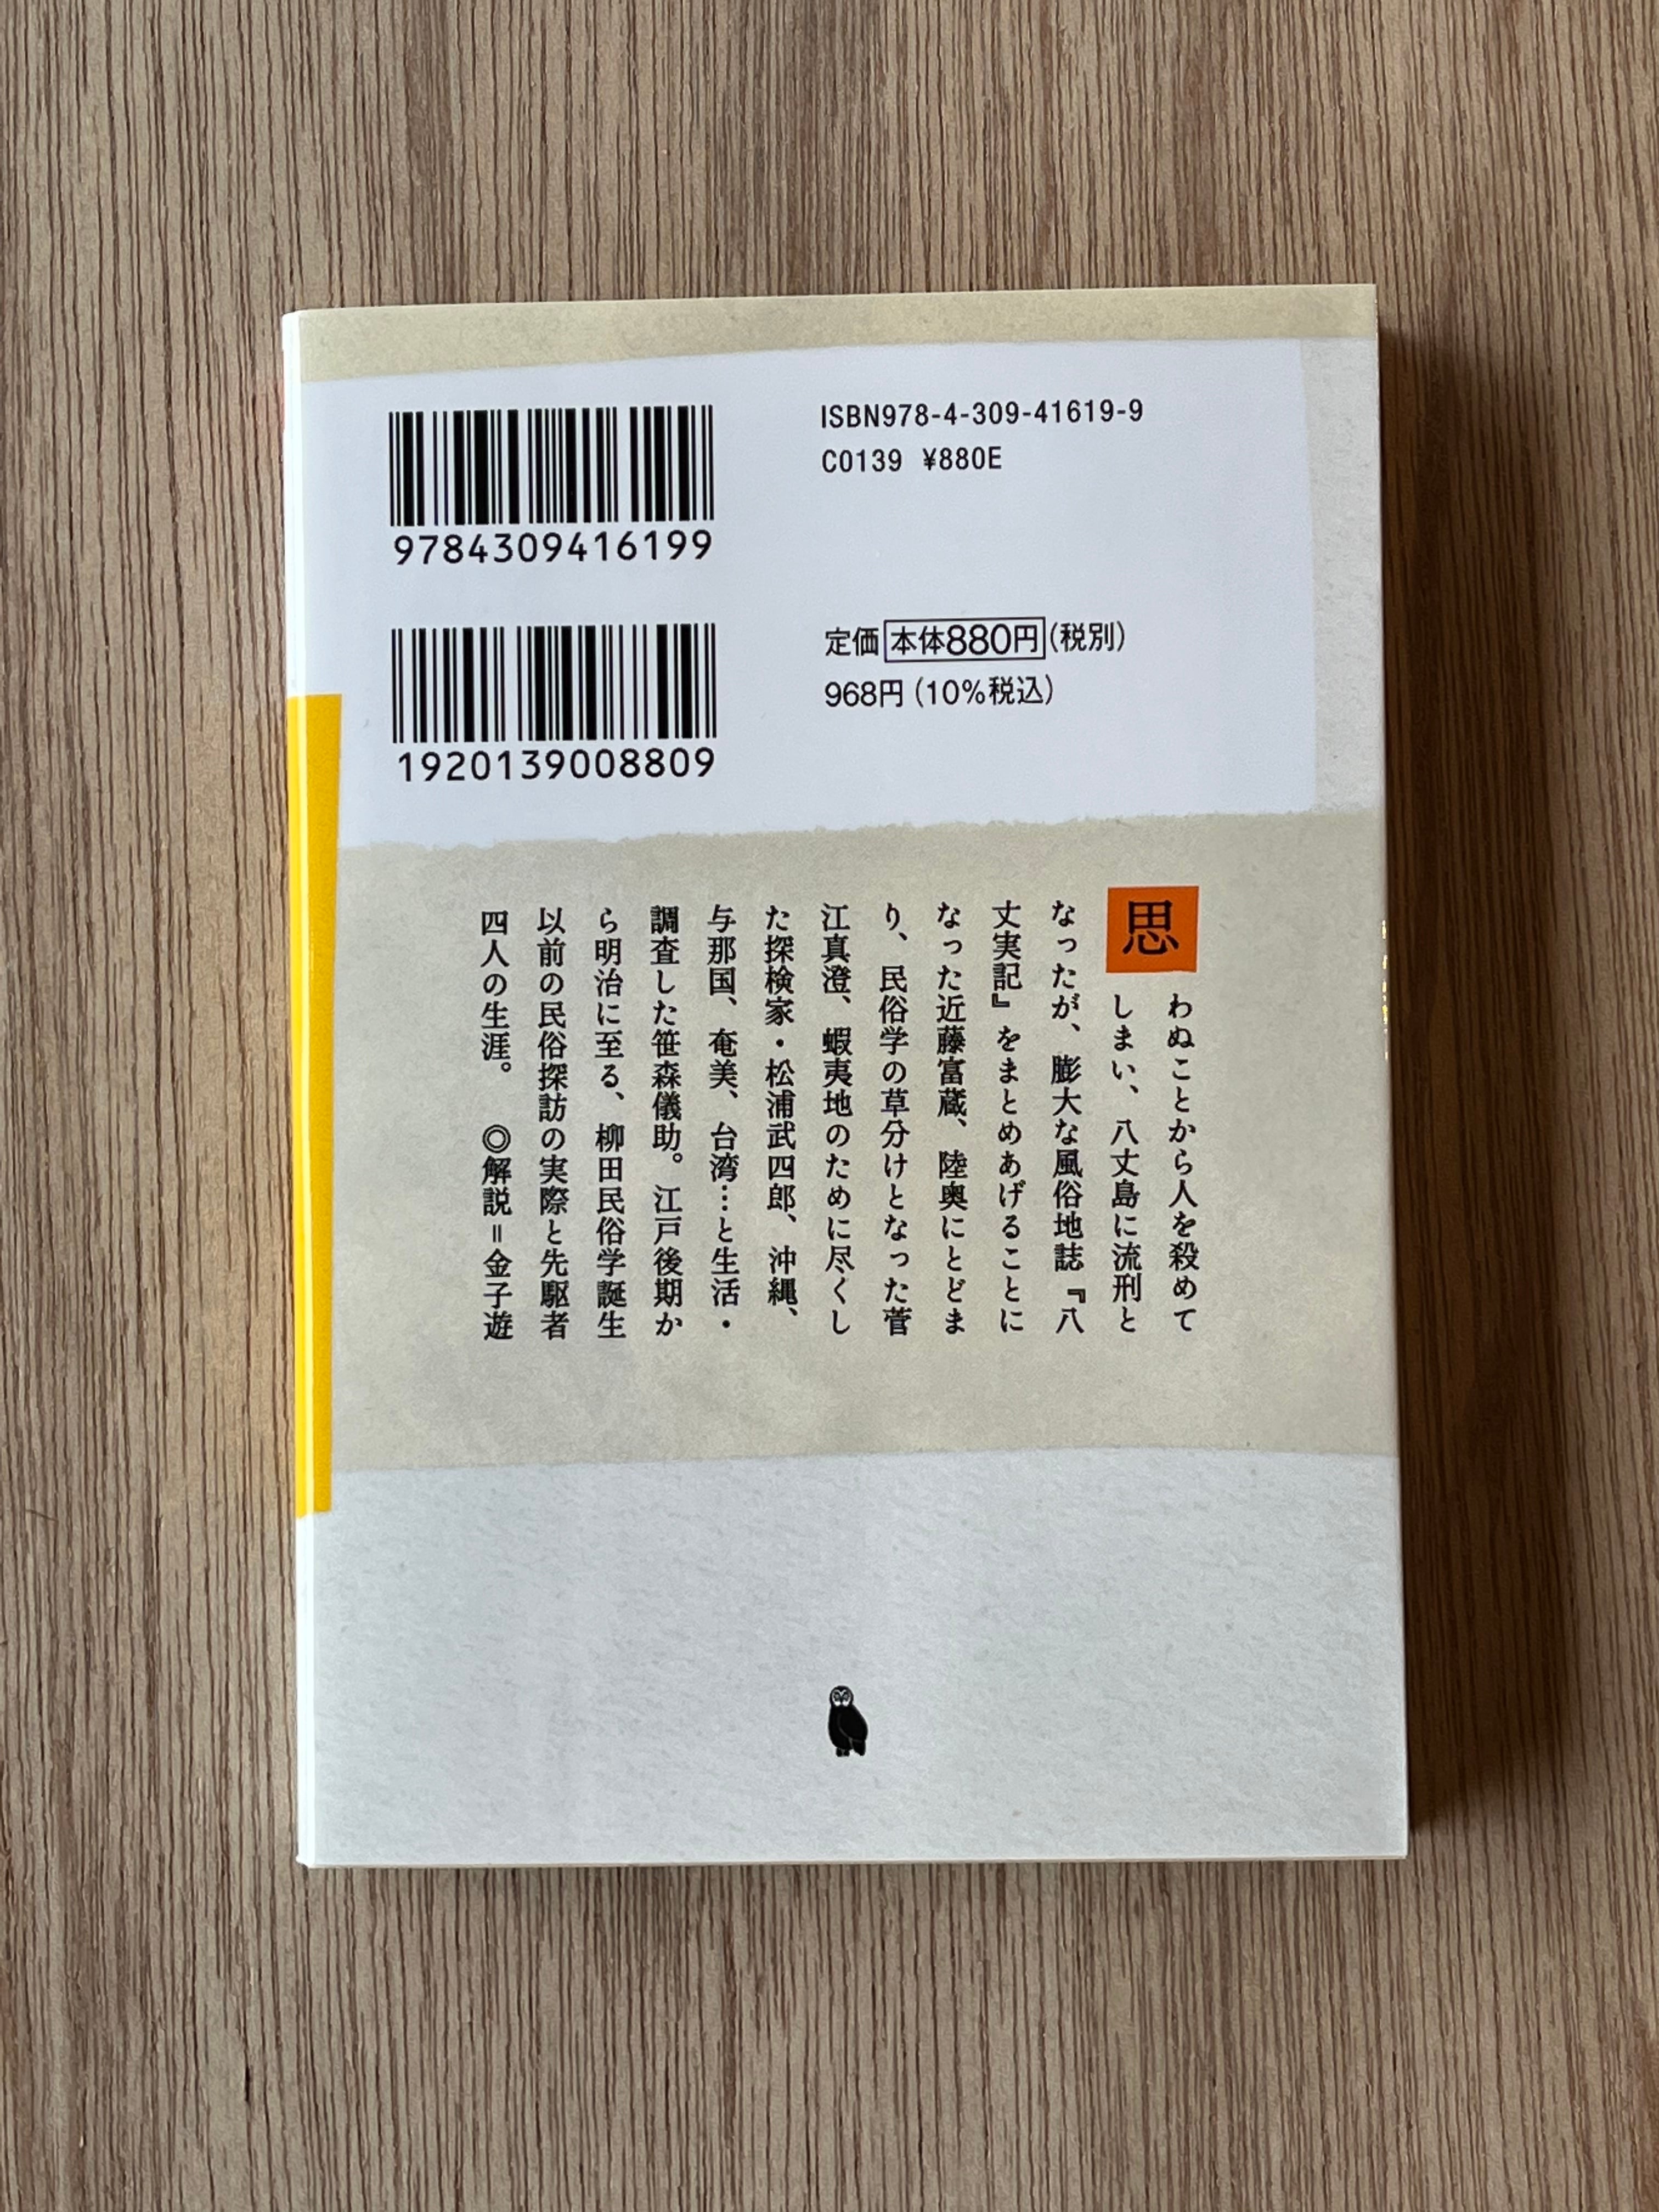 9784309416199
1920139008809
ISBN978-4-309-41619-9
C0139 ¥880E
定価 本体880円(税別)
968円(10%税込)
思わぬことから人を殺めて
しまい、八丈島に流刑と
なったが、膨大な風俗地誌『八
丈実記』をまとめあげることに
なった近藤富蔵、陸奥にとどま
り、民俗学の草分けとなった菅
江真澄、蝦夷地のために尽くし
た探検家・松浦武四郎、沖縄、
与那国、奄美、台湾…と生活・
調査した笹森儀助。江戸後期か
ら明治に至る、柳田民俗学誕生
以前の民俗探訪の実際と先駆者
四人の生涯。 ◎解説=金子遊